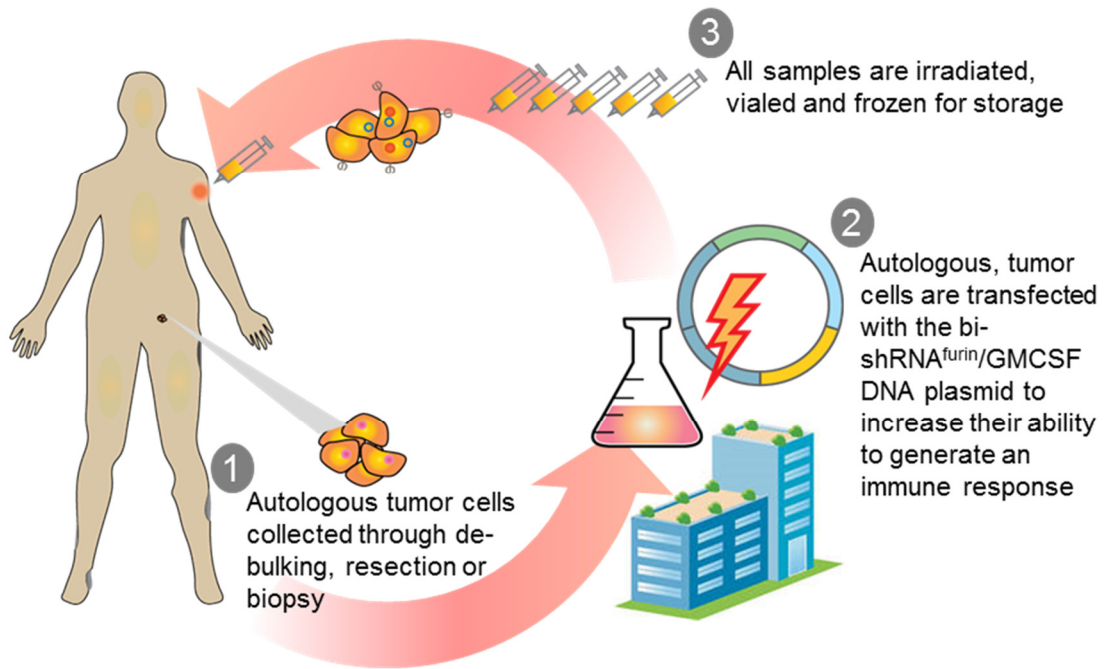 3
All samples are irradiated,
vialed and frozen for storage
2
Autologous, tumor
cells are transfected
with the bi-
shRNAfurin/GMCSF
DNA plasmid to
increase their ability
to generate an
immune response
1
Autologous tumor cells
collected through de-
bulking, resection or
biopsy